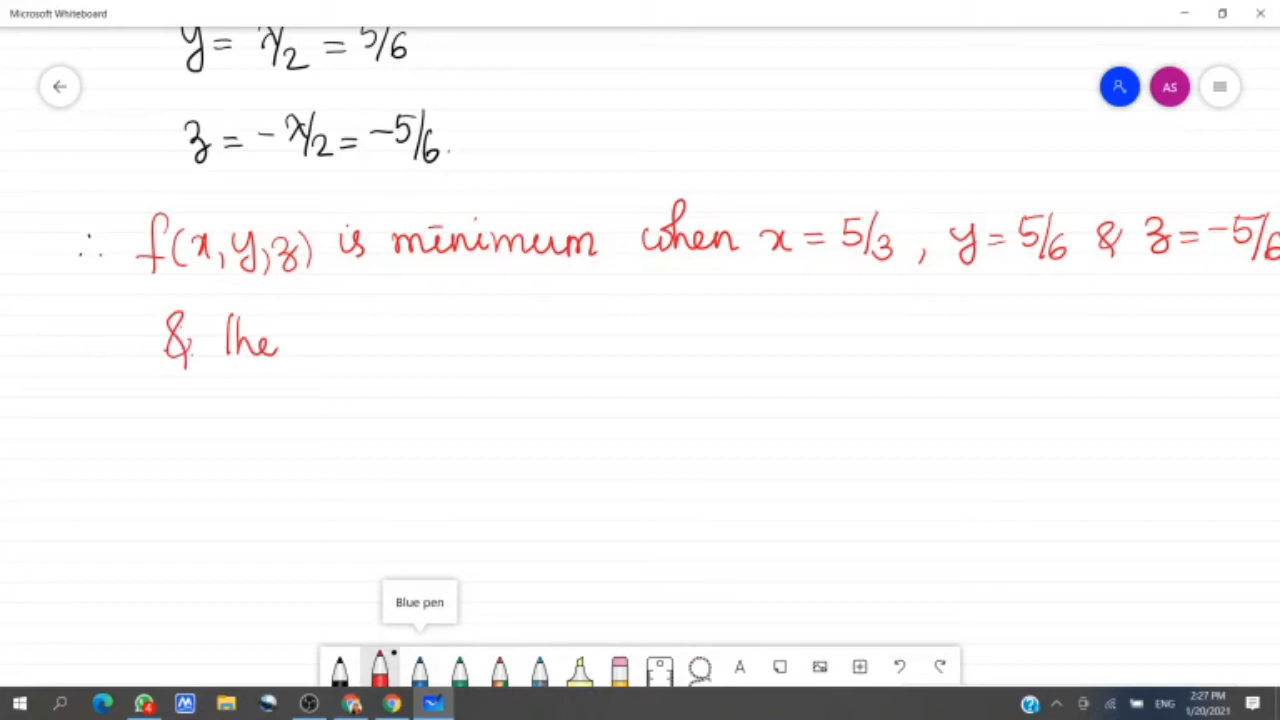 Microsoft Whiteboard
y = λ/2 = 5/6
AS
z = -λ/2 = -5/6.
∴ f(x,y,z) is minimum when x = 5/3 , y = 5/6 & z = -5/6
& the
Blue pen
A
4
ENG
2:27 PM
1/20/2021